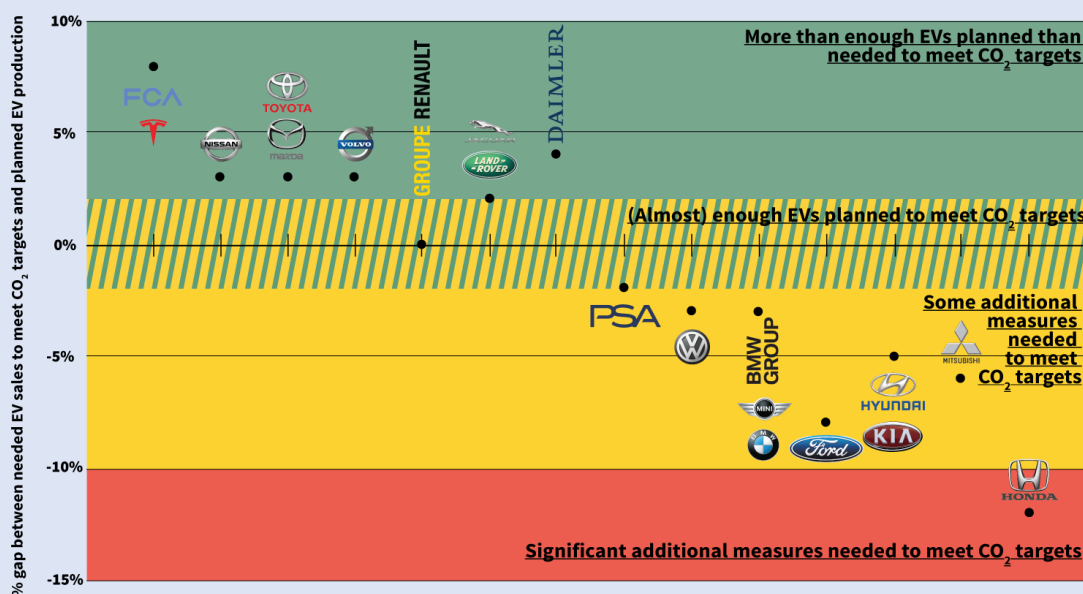 % gap between needed EV sales to meet CO2 targets and planned EV production
10%
5%
0%
-5%
-10%
-15%
More than enough EVs planned than
needed to meet CO2 targets
FCA
NISSAN
TOYOTA
mazda
VOLVO
GROUPE RENAULT
JAGUAR
LAND-
ROVER
DAIMLER
(Almost) enough EVs planned to meet CO2 targets
PSA
VW
BMW
GROUP
MINI
BMW
Ford
HYUNDAI
KIA
MITSUBISHI
Some additional
measures
needed
to meet
CO2 targets
HONDA
Significant additional measures needed to meet CO2 targets